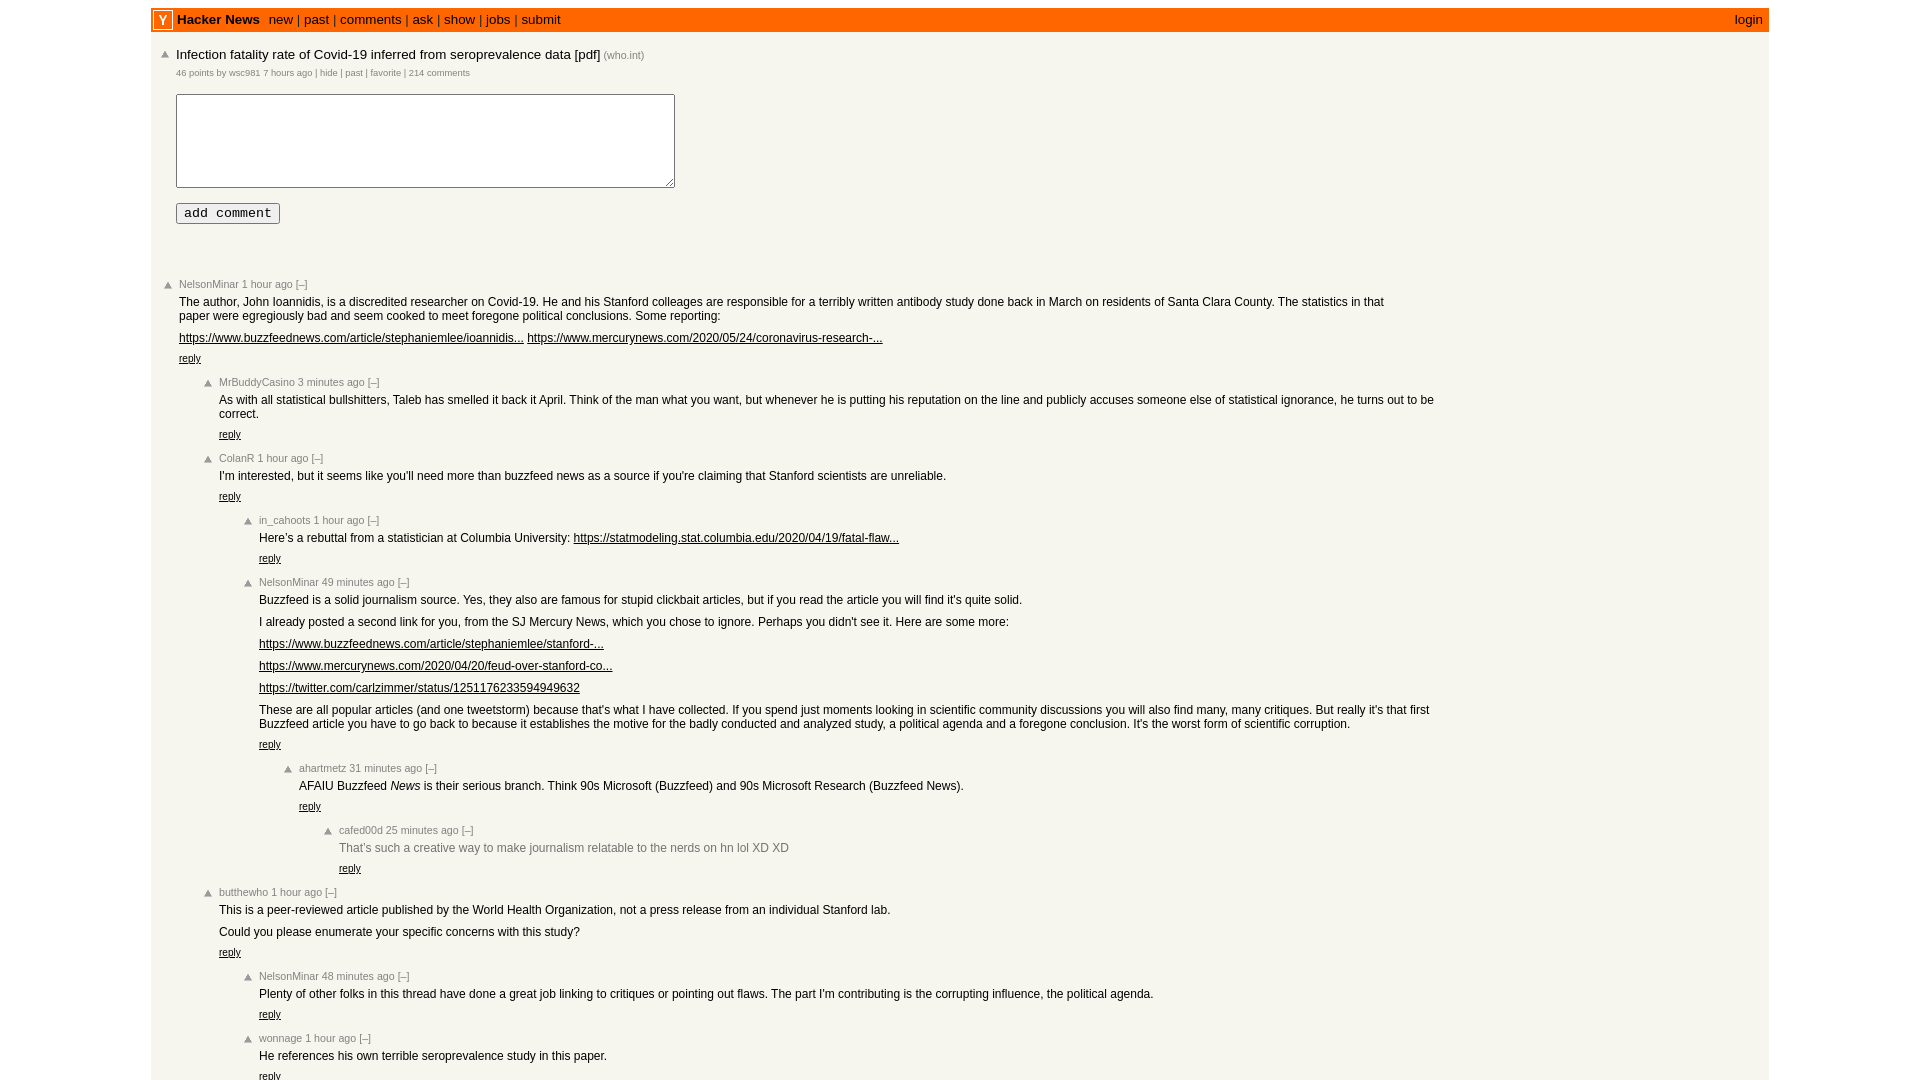 Y Hacker News new | past | comments | ask | show | jobs | submit login
Infection fatality rate of Covid-19 inferred from seroprevalence data [pdf] (who.int)
46 points by wsc981 7 hours ago | hide | past | favorite | 214 comments
add comment
NelsonMinar 1 hour ago [–]
The author, John Ioannidis, is a discredited researcher on Covid-19. He and his Stanford colleages are responsible for a terribly written antibody study done back in March on residents of Santa Clara County. The statistics in that
paper were egregiously bad and seem cooked to meet foregone political conclusions. Some reporting:
https://www.buzzfeednews.com/article/stephaniemlee/ioannidis... https://www.mercurynews.com/2020/05/24/coronavirus-research-...
reply
MrBuddyCasino 3 minutes ago [–]
As with all statistical bullshitters, Taleb has smelled it back it April. Think of the man what you want, but whenever he is putting his reputation on the line and publicly accuses someone else of statistical ignorance, he turns out to be
correct.
reply
ColanR 1 hour ago [–]
I'm interested, but it seems like you'll need more than buzzfeed news as a source if you're claiming that Stanford scientists are unreliable.
reply
in_cahoots 1 hour ago [–]
Here’s a rebuttal from a statistician at Columbia University: https://statmodeling.stat.columbia.edu/2020/04/19/fatal-flaw...
reply
NelsonMinar 49 minutes ago [–]
Buzzfeed is a solid journalism source. Yes, they also are famous for stupid clickbait articles, but if you read the article you will find it's quite solid.
I already posted a second link for you, from the SJ Mercury News, which you chose to ignore. Perhaps you didn't see it. Here are some more:
https://www.buzzfeednews.com/article/stephaniemlee/stanford-...
https://www.mercurynews.com/2020/04/20/feud-over-stanford-co...
https://twitter.com/carlzimmer/status/1251176233594949632
These are all popular articles (and one tweetstorm) because that's what I have collected. If you spend just moments looking in scientific community discussions you will also find many, many critiques. But really it's that first
Buzzfeed article you have to go back to because it establishes the motive for the badly conducted and analyzed study, a political agenda and a foregone conclusion. It's the worst form of scientific corruption.
reply
ahartmetz 31 minutes ago [–]
AFAIU Buzzfeed News is their serious branch. Think 90s Microsoft (Buzzfeed) and 90s Microsoft Research (Buzzfeed News).
reply
cafed00d 25 minutes ago [–]
That’s such a creative way to make journalism relatable to the nerds on hn lol XD XD
reply
butthewho 1 hour ago [–]
This is a peer-reviewed article published by the World Health Organization, not a press release from an individual Stanford lab.
Could you please enumerate your specific concerns with this study?
reply
NelsonMinar 48 minutes ago [–]
Plenty of other folks in this thread have done a great job linking to critiques or pointing out flaws. The part I'm contributing is the corrupting influence, the political agenda.
reply
wonnage 1 hour ago [–]
He references his own terrible seroprevalence study in this paper.
reply